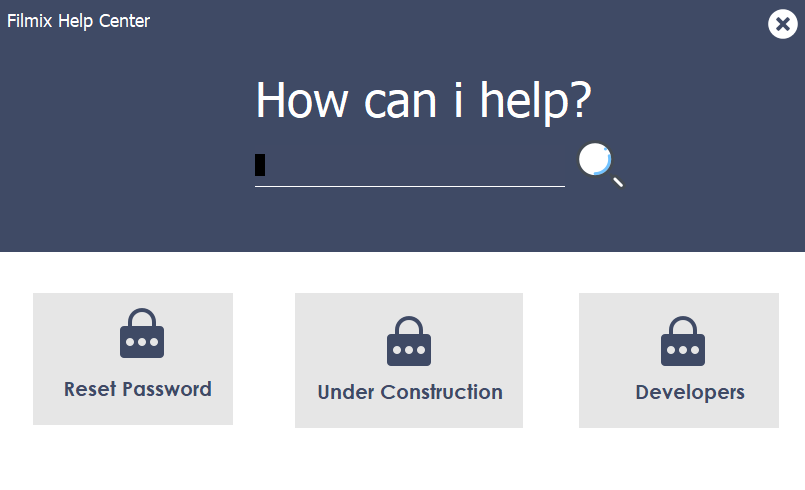 Filmix Help Center
How can i help?
Reset Password
Under Construction
Developers